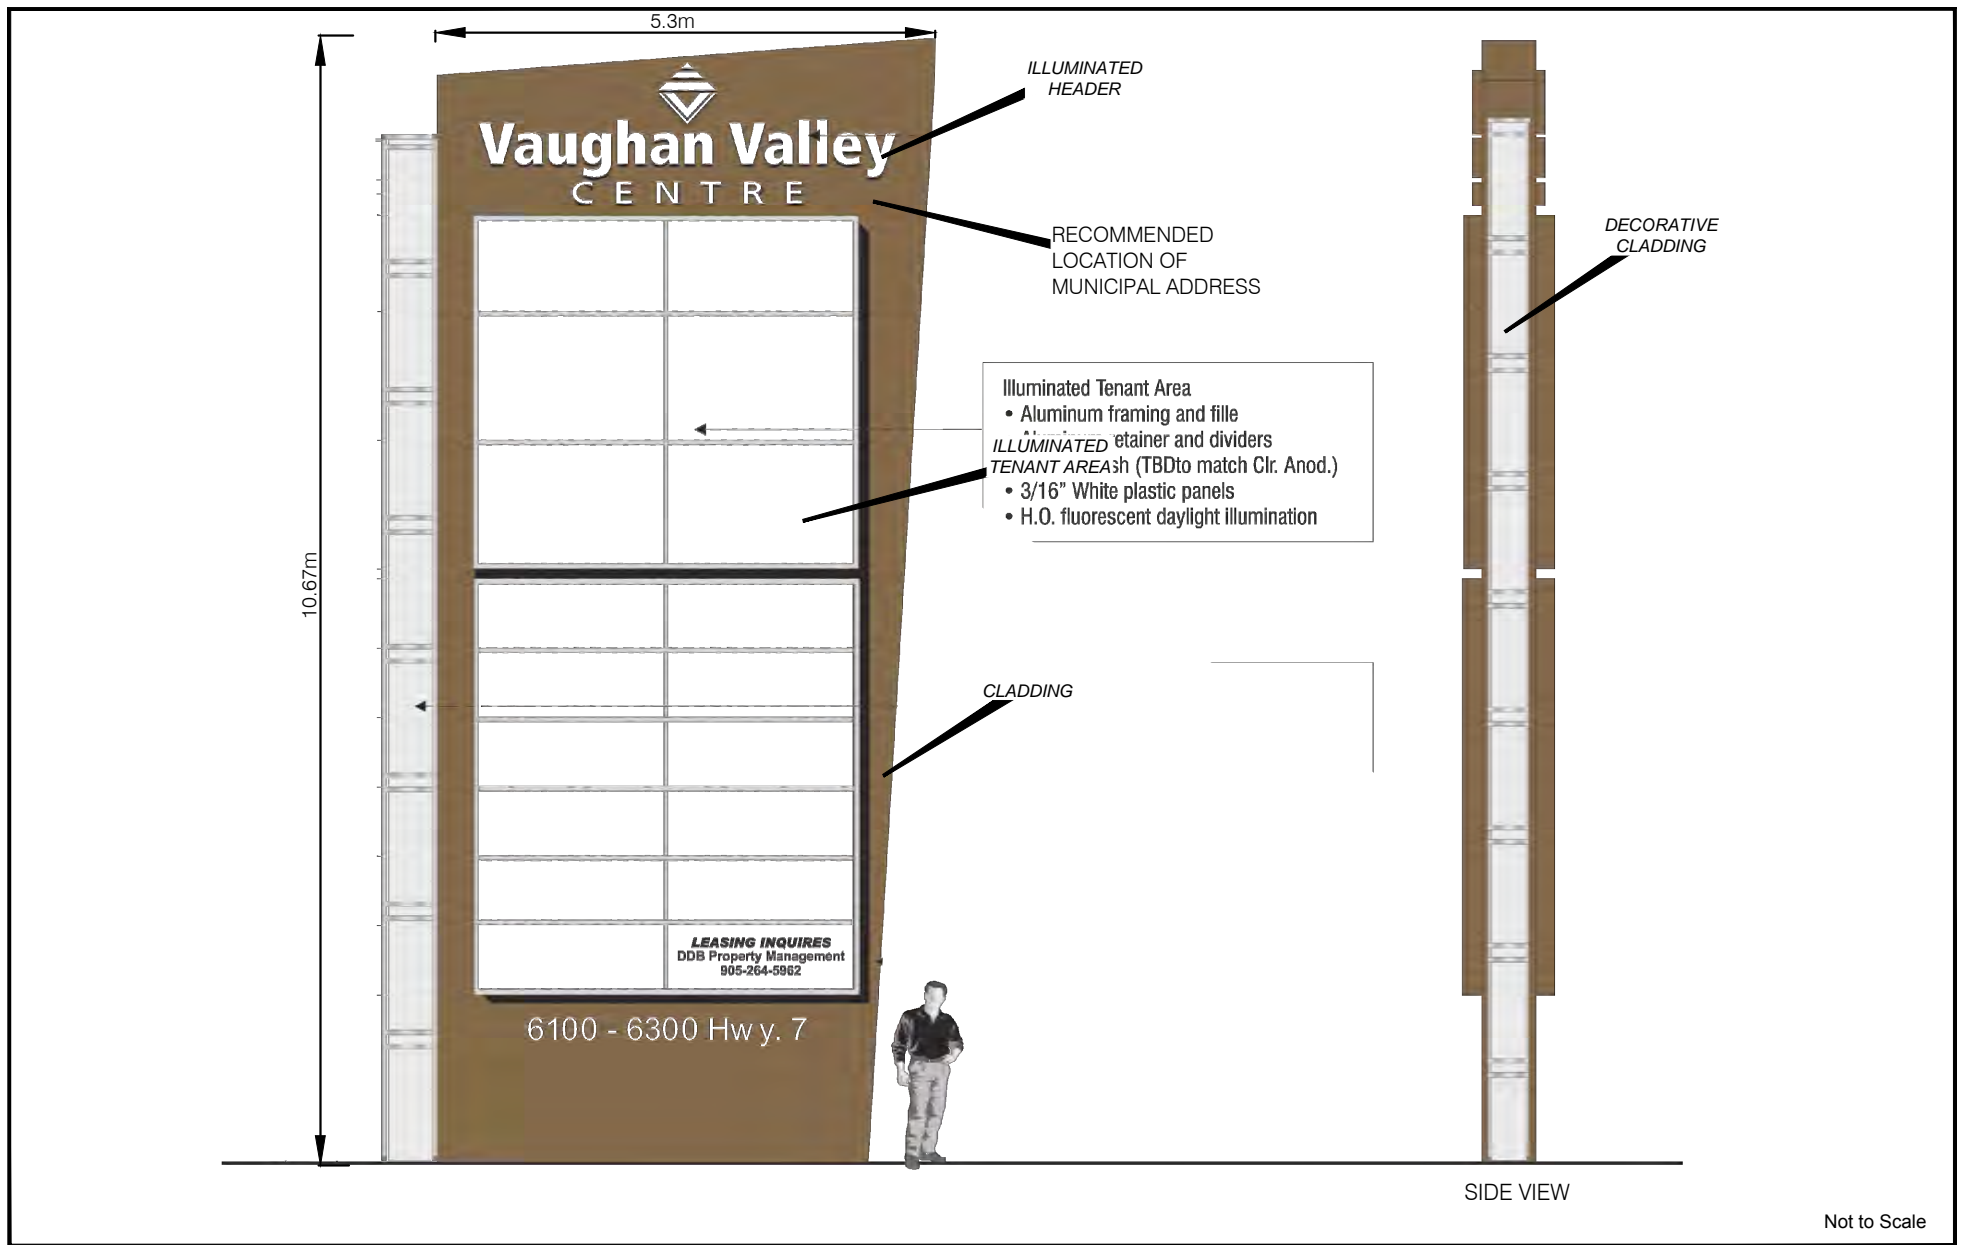 5.3m
ILLUMINATED
HEADER
Vaughan Valley
CENTRE
RECOMMENDED
LOCATION OF
MUNICIPAL ADDRESS
DECORATIVE
CLADDING
Illuminated Tenant Area
• Aluminum framing and fille
etainer and dividers
ILLUMINATED
TENANT AREA
(TBDto match Clr. Anod.)
• 3/16" White plastic panels
• H.O. fluorescent daylight illumination
10.67m
CLADDING
LEASING INQUIRES
DDB Property Management
905-264-5962
6100 - 6300 Hwy. 7
SIDE VIEW
Not to Scale